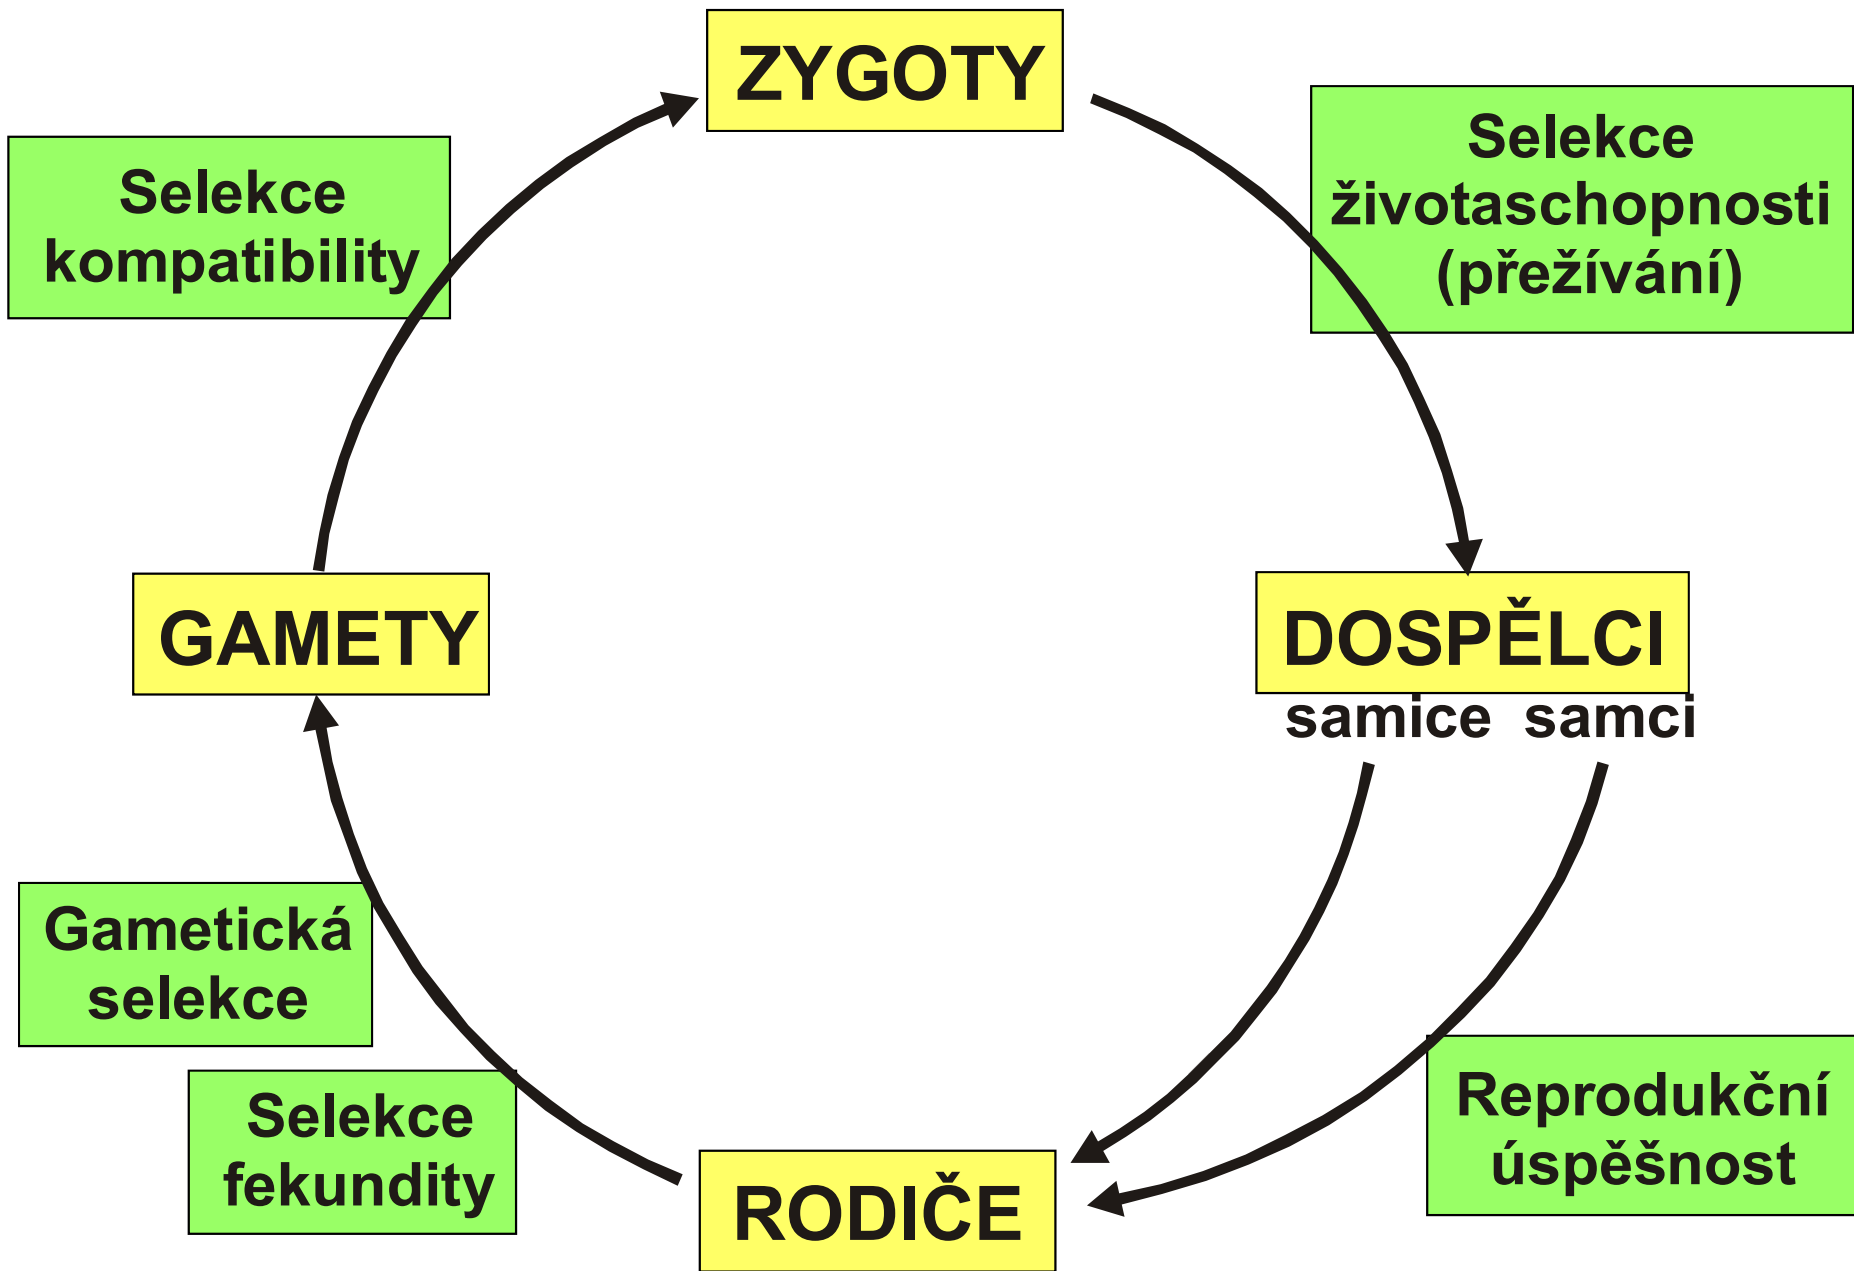 ZYGOTY
Selekce
kompatibility
Selekce
životaschopnosti
(přežívání)
GAMETY
DOSPĚLCI
samice samci
Gametická
selekce
Selekce
fekundity
Reprodukční
úspěšnost
RODIČE